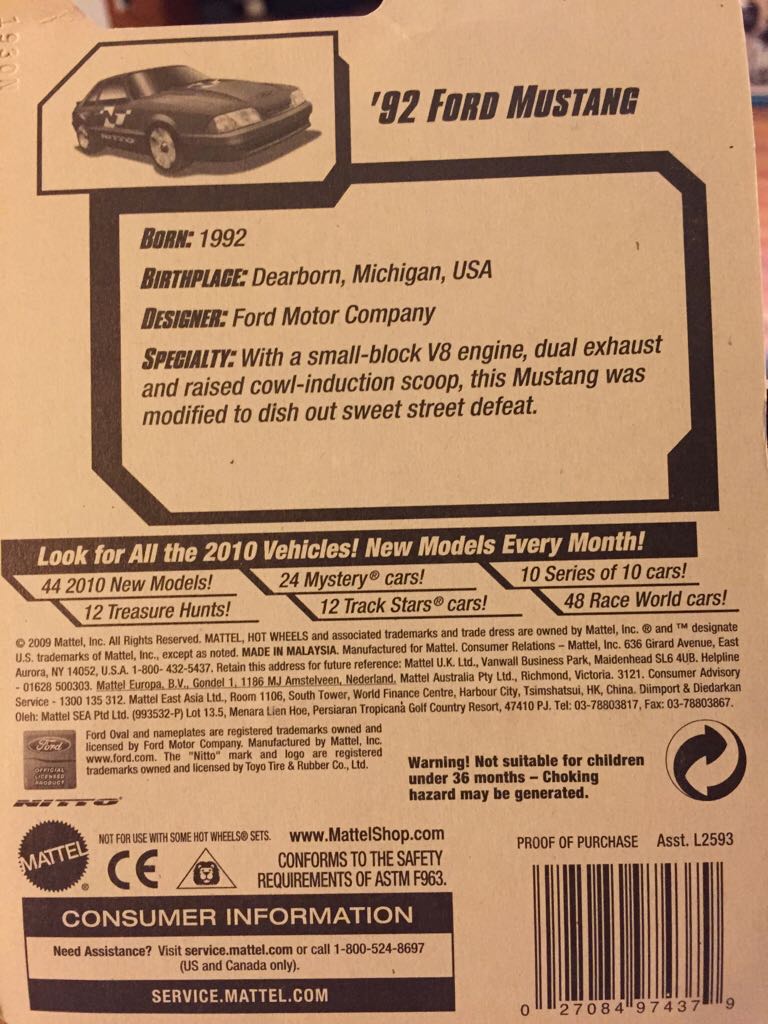 '92 FORD MUSTANG
NITTO
BORN: 1992
BIRTHPLACE: Dearborn, Michigan, USA
DESIGNER: Ford Motor Company
SPECIALTY: With a small-block V8 engine, dual exhaust
and raised cowl-induction scoop, this Mustang was
modified to dish out sweet street defeat.
Look for All the 2010 Vehicles! New Models Every Month!
44 2010 New Models!
24 Mystery® cars!
10 Series of 10 cars!
12 Treasure Hunts!
12 Track Stars® cars!
48 Race World cars!
© 2009 Mattel, Inc. All Rights Reserved. MATTEL, HOT WHEELS and associated trademarks and trade dress are owned by Mattel, Inc. ® and ™ designate
U.S. trademarks of Mattel, Inc., except as noted. MADE IN MALAYSIA. Manufactured for Mattel. Consumer Relations – Mattel, Inc. 636 Girard Avenue, East
Aurora, NY 14052, U.S.A. 1-800- 432-5437. Retain this address for future reference: Mattel U.K. Ltd., Vanwall Business Park, Maidenhead SL6 4UB. Helpline
- 01628 500303. Mattel Europa, B.V., Gondel 1, 1186 MJ Amstelveen, Nederland. Mattel Australia Pty Ltd., Richmond, Victoria. 3121. Consumer Advisory
Service - 1300 135 312. Mattel East Asia Ltd., Room 1106, South Tower, World Finance Centre, Harbour City, Tsimshatsui, HK, China. Diimport & Diedarkan
Oleh: Mattel SEA Ptd Ltd. (993532-P) Lot 13.5, Menara Lien Hoe, Persiaran Tropicana Golf Country Resort, 47410 PJ. Tel: 03-78803817, Fax: 03-78803867.
Ford
OFFICIAL
LICENSED
PRODUCT
Ford Oval and nameplates are registered trademarks owned and
licensed by Ford Motor Company. Manufactured by Mattel, Inc.
www.ford.com. The "Nitto" mark and logo are registered
trademarks owned and licensed by Toyo Tire & Rubber Co., Ltd.
NITTO
Warning! Not suitable for children
under 36 months – Choking
hazard may be generated.
MATTEL®
NOT FOR USE WITH SOME HOT WHEELS® SETS.
www.MattelShop.com
CE
CONFORMS TO THE SAFETY
REQUIREMENTS OF ASTM F963.
PROOF OF PURCHASE Asst. L2593
CONSUMER INFORMATION
Need Assistance? Visit service.mattel.com or call 1-800-524-8697
(US and Canada only).
SERVICE.MATTEL.COM
0 27084 97437 9